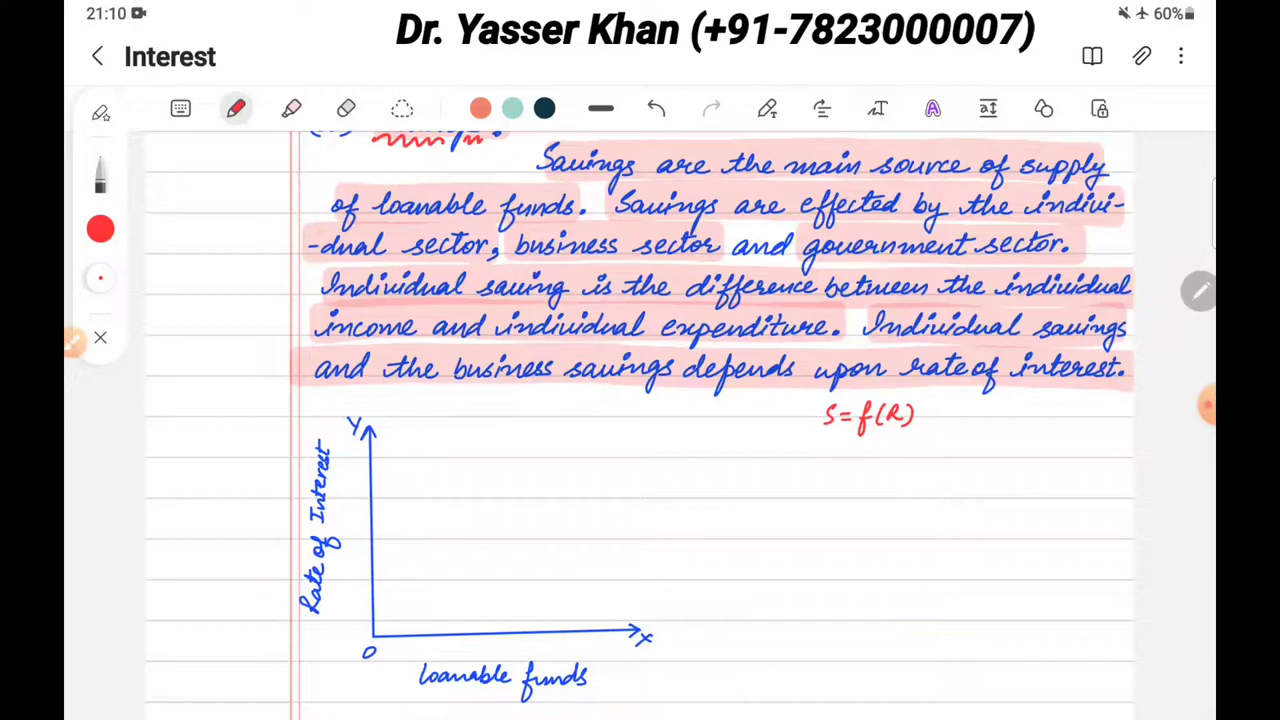 21:10
60%
Dr. Yasser Khan (+91-7823000007)
Interest
Savings are the main source of supply
of loanable funds. Savings are effected by the indivi-
-dual sector, business sector and government sector.
Individual saving is the difference between the individual
income and individual expenditure. Individual savings
and the business savings depends upon rate of interest.
S=f(R)
Y
Rate of Interest
X
O
loanable funds